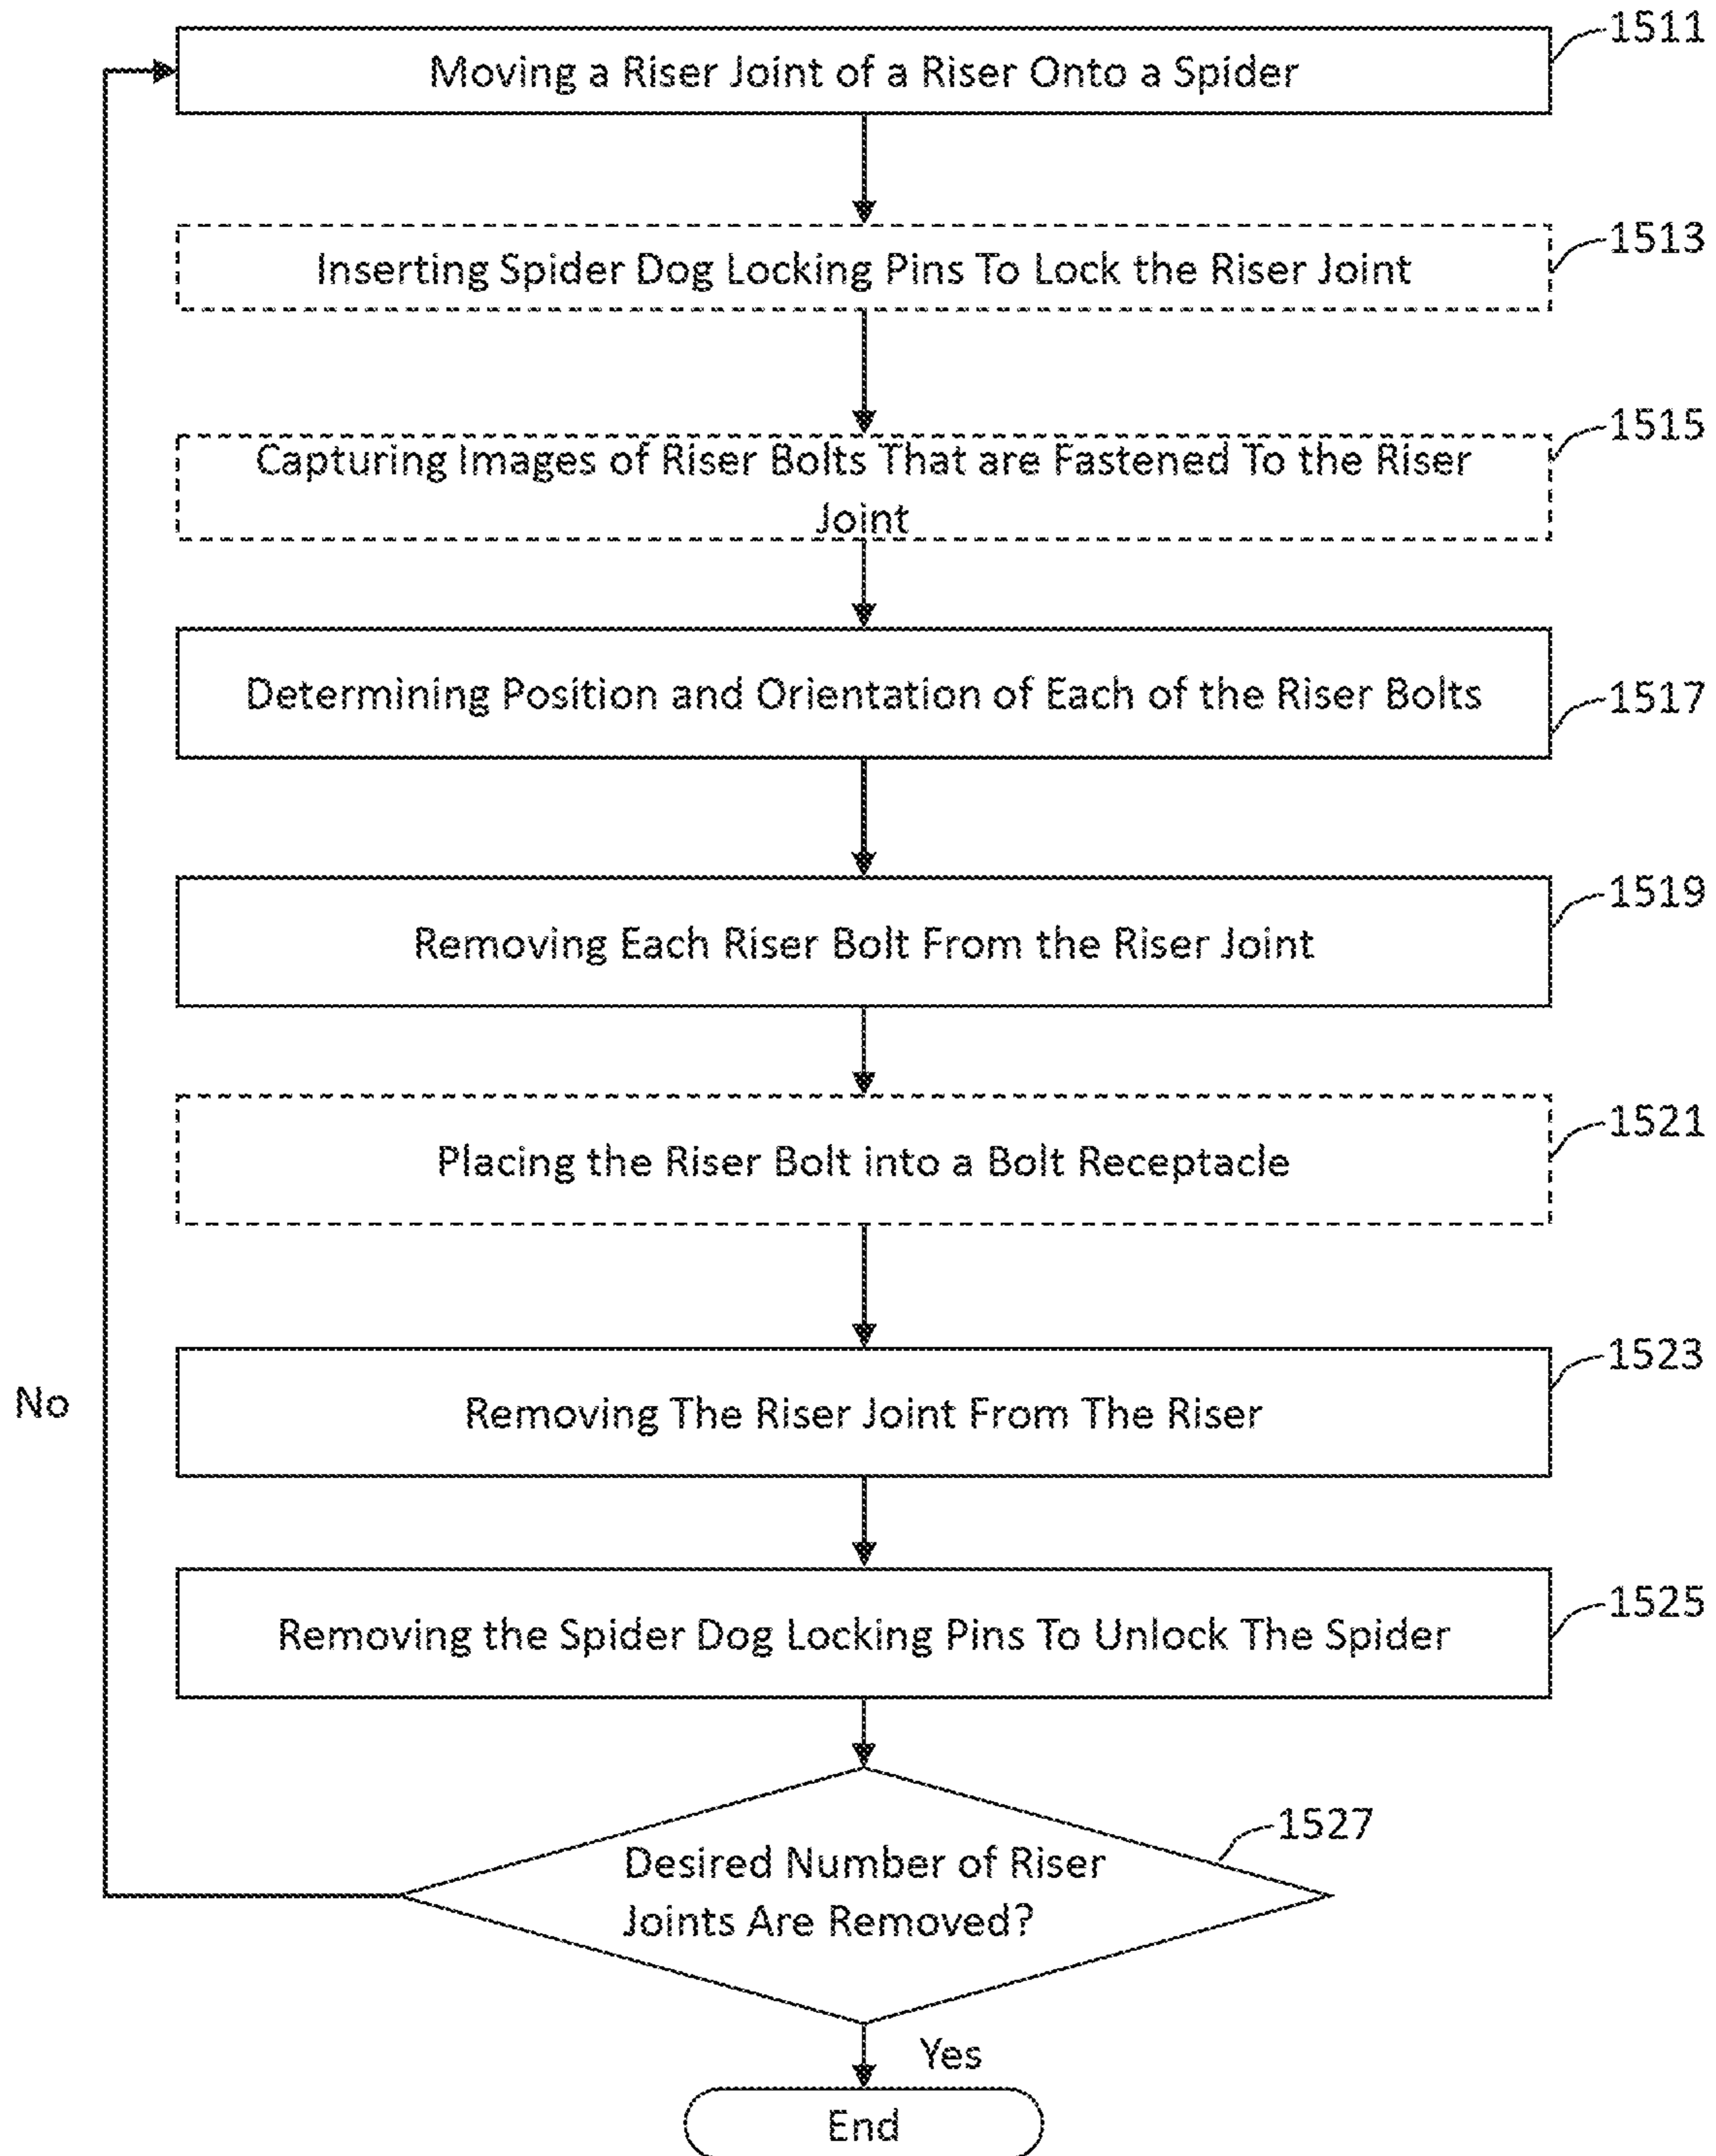 1511
Moving a Riser Joint of a Riser Onto a Spider
1513
Inserting Spider Dog Locking Pins To Lock the Riser Joint
1515
Capturing Images of Riser Bolts That are Fastened To the Riser
Joint
Determining Position and Orientation of Each of the Riser Bolts
1517
1519
Removing Each Riser Bolt From the Riser Joint
1521
Placing the Riser Bolt into a Bolt Receptacle
1523
No
Removing The Riser Joint From The Riser
1525
Removing the Spider Dog Locking Pins To Unlock The Spider
1527
Desired Number of Riser
Joints Are Removed?
Yes
End